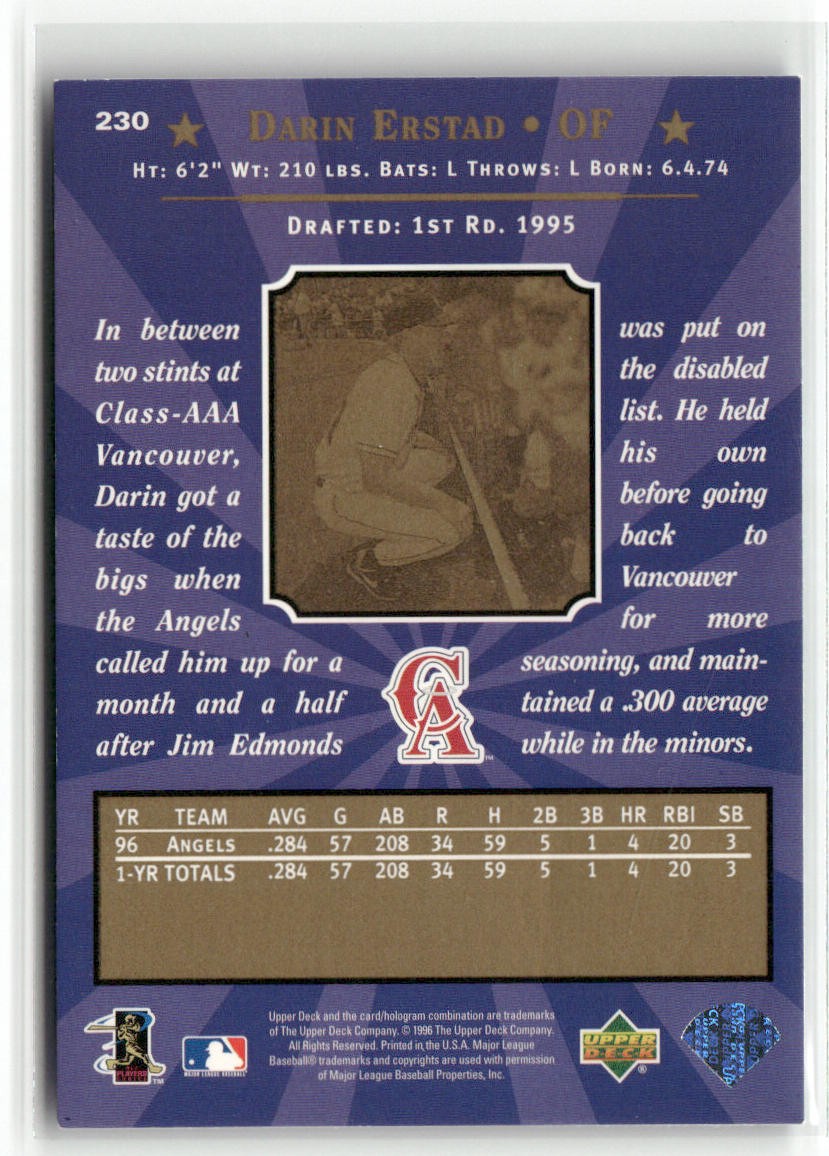 230
DARIN ERSTAD • OF
HT: 6'2" WT: 210 LBS. BATS: L THROWS: L BORN: 6.4.74
DRAFTED: 1ST RD. 1995
In between
two stints at
Class-AAA
Vancouver,
Darin got a
taste of the
bigs when
the Angels
called him up for a
month and a half
after Jim Edmonds
was put on
the disabled
list. He held
his own
before going
back to
Vancouver
for more
seasoning, and main-
tained a .300 average
while in the minors.
CA
TM
YR TEAM AVG G AB R H 2B 3B HR RBI SB
96 ANGELS .284 57 208 34 59 5 1 4 20 3
1-YR TOTALS .284 57 208 34 59 5 1 4 20 3
Upper Deck and the card/hologram combination are trademarks
of The Upper Deck Company. © 1996 The Upper Deck Company.
All Rights Reserved. Printed in the U.S.A. Major League
Baseball® trademarks and copyrights are used with permission
of Major League Baseball Properties, Inc.
PLAYERS
TM
MAJOR LEAGUE BASEBALL
UPPER
DECK
®